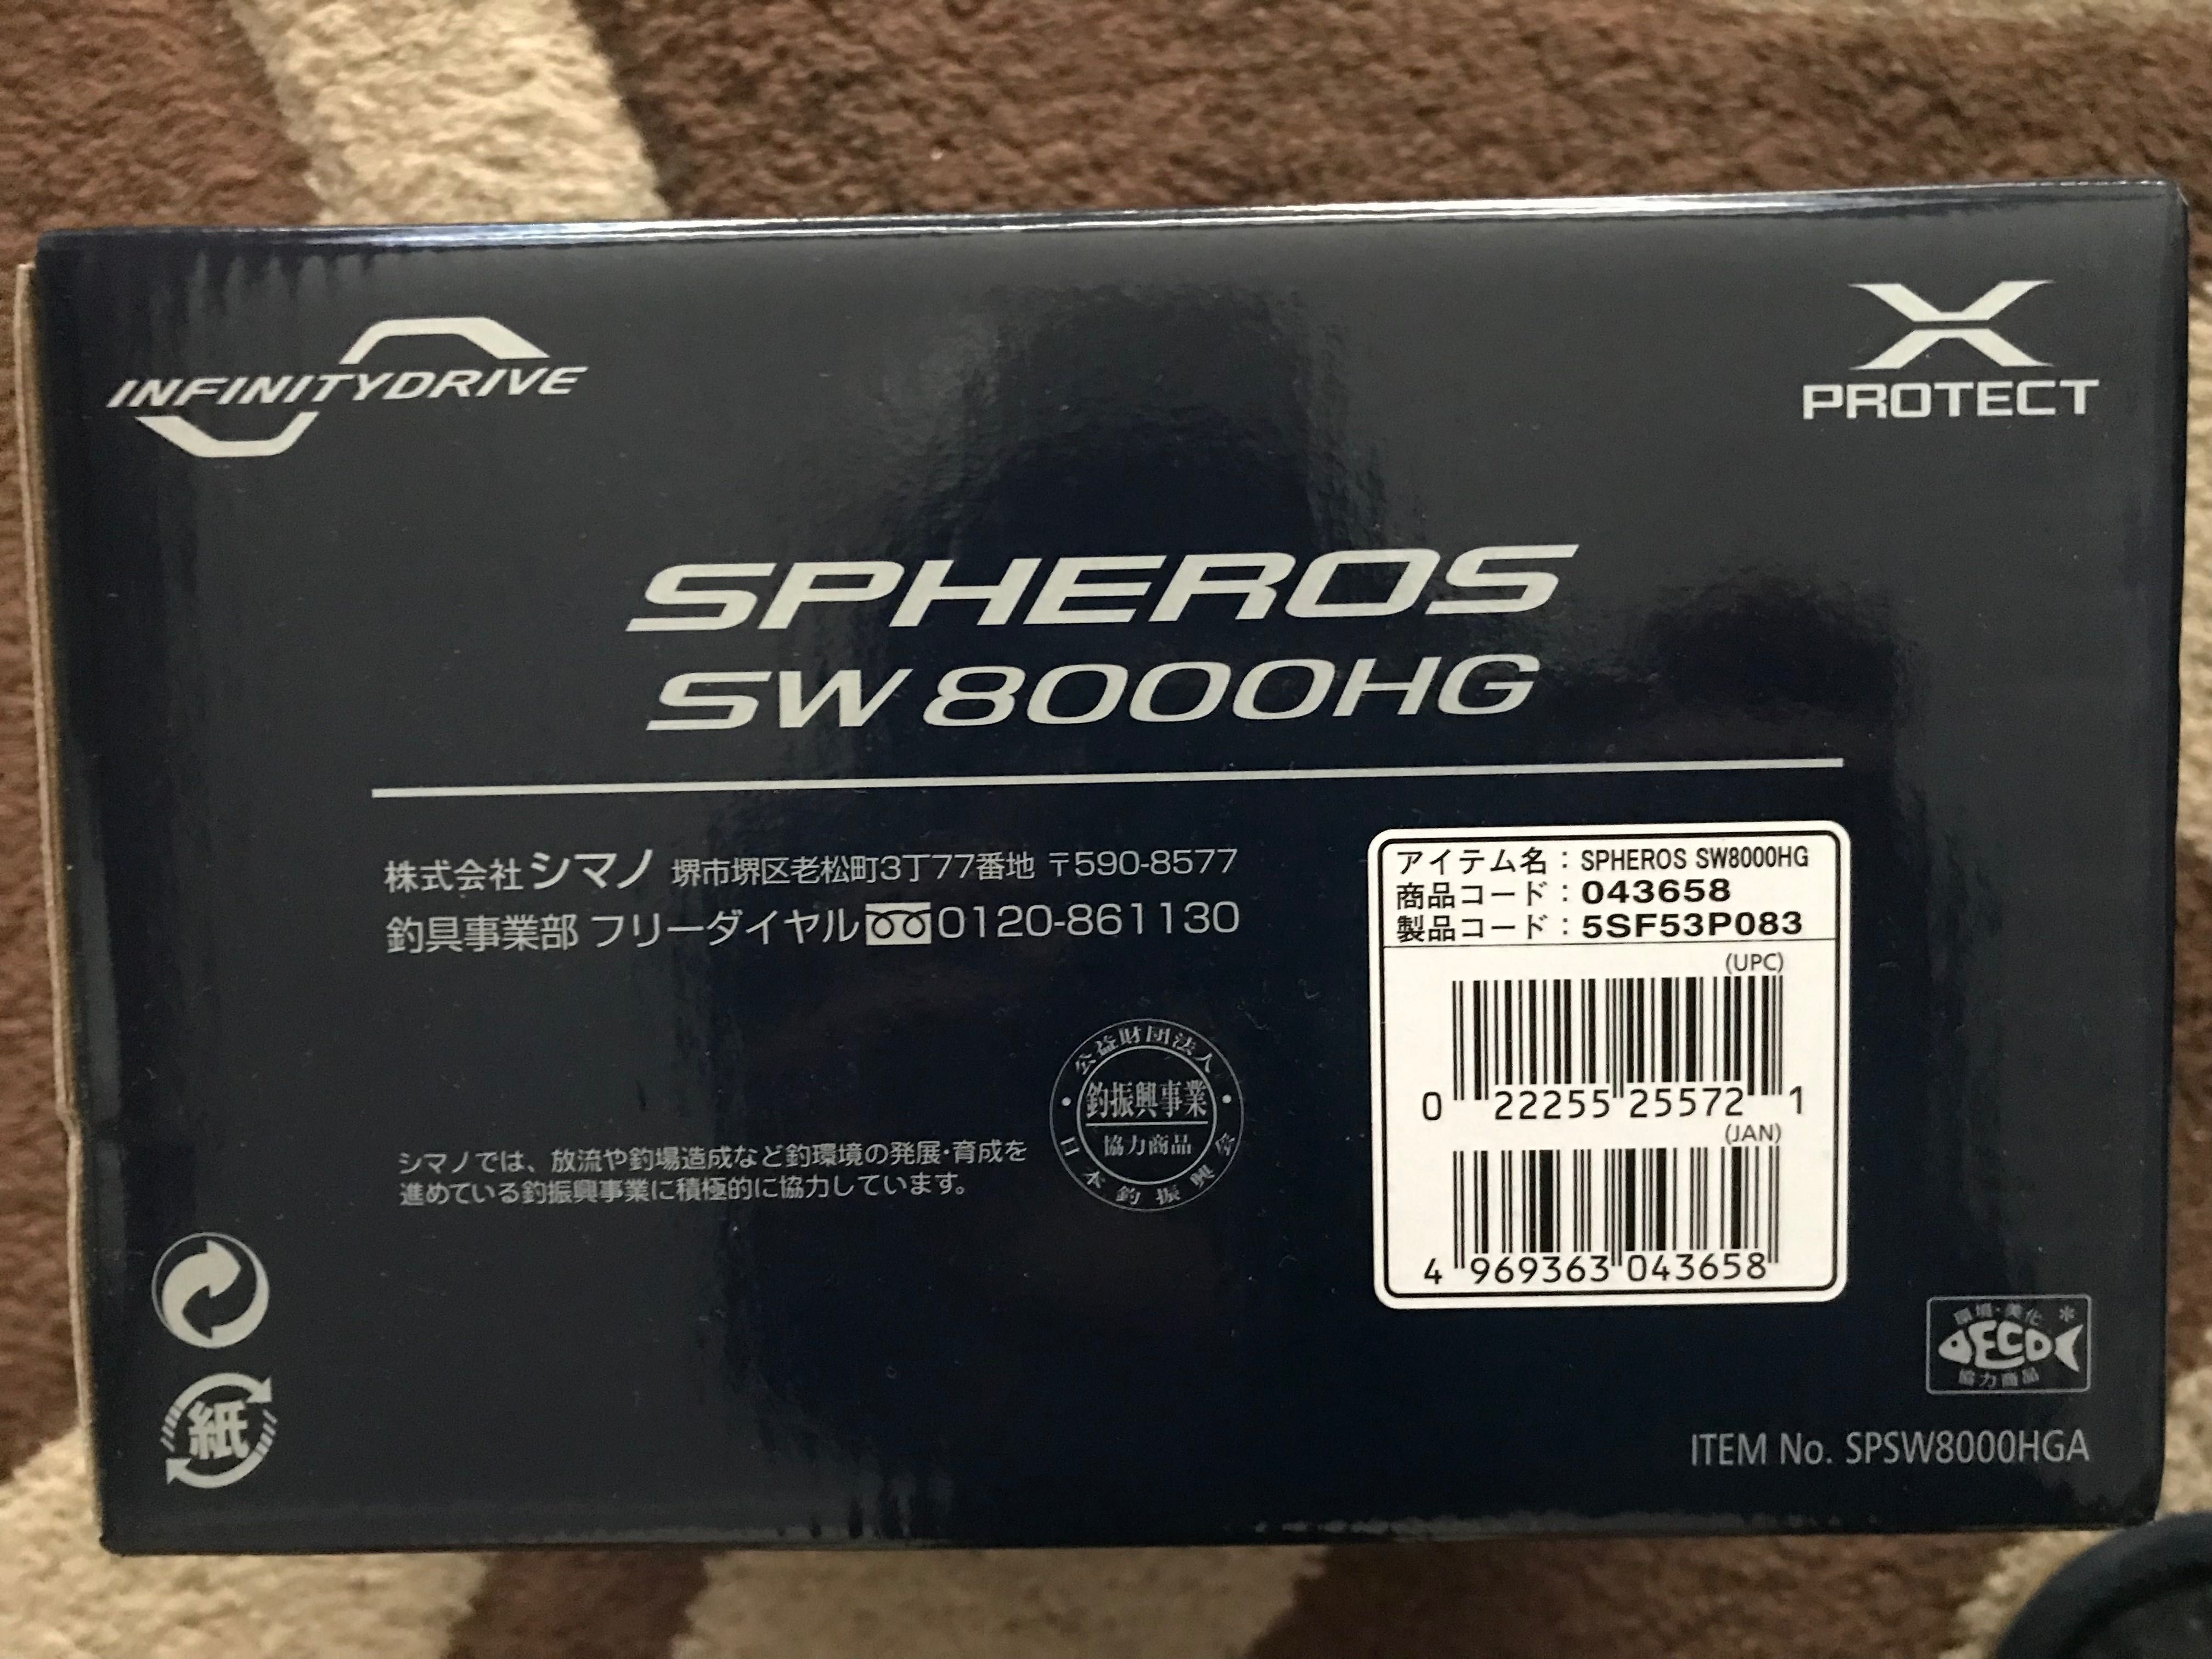 INFINITYDRIVE
X
PROTECT
SPHEROS
SW 8000HG
株式会社 シマノ 堺市堺区老松町3丁77番地 〒590-8577
釣具事業部 フリーダイヤル 0120-861130
アイテム名：SPHEROS SW8000HG
商品コード：043658
製品コード：5SF53P083
(UPC)
0 22255 25572 1
(JAN)
4 969363 043658
公益財団法人
釣振興事業
協力商品
日本釣振興会
シマノでは、放流や釣場造成など釣環境の発展・育成を
進めている釣振興事業に積極的に協力しています。
紙
環境・美化 *
ECO
協力商品
ITEM No. SPSW8000HGA